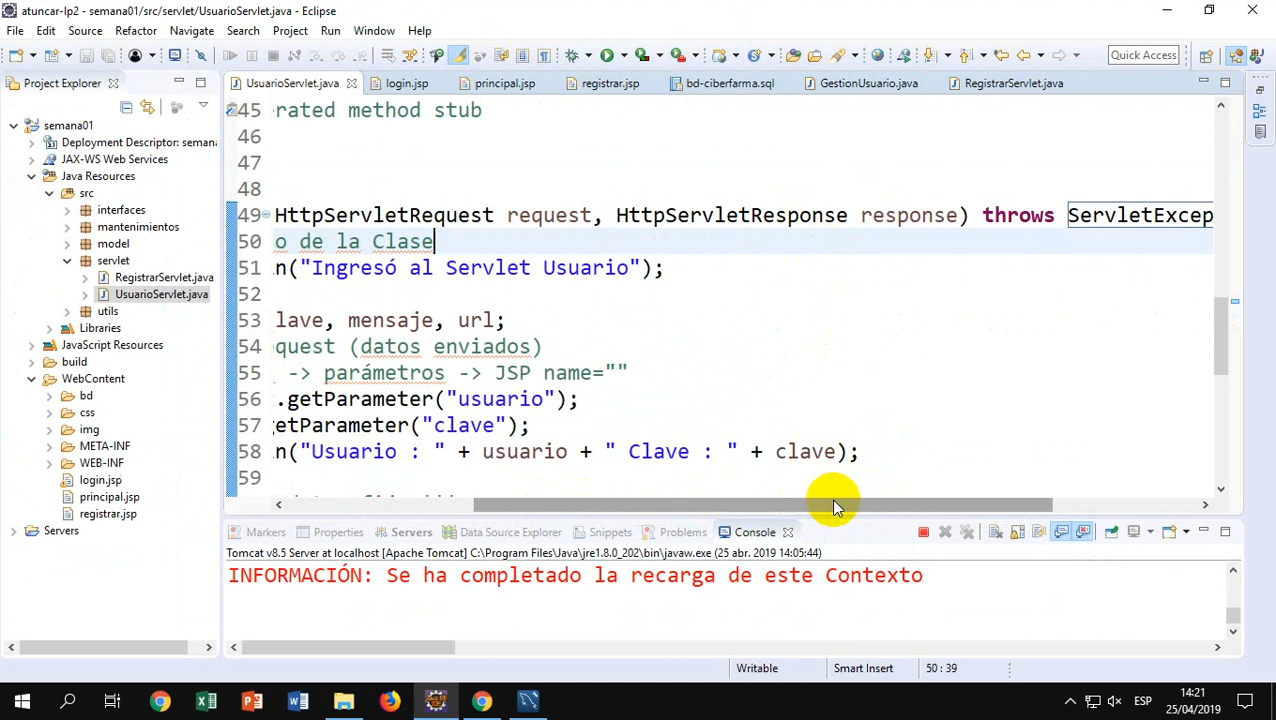 atuncar-lp2 - semana01/src/servlet/UsuarioServlet.java - Eclipse
File Edit Source Refactor Navigate Search Project Run Window Help
Quick Access
Project Explorer
UsuarioServlet.java login.jsp principal.jsp registrar.jsp bd-ciberfarma.sql GestionUsuario.java RegistrarServlet.java
semana01
Deployment Descriptor: seman
JAX-WS Web Services
Java Resources
src
interfaces
mantenimientos
model
servlet
RegistrarServlet.java
UsuarioServlet.java
utils
Libraries
JavaScript Resources
build
WebContent
bd
css
img
META-INF
WEB-INF
login.jsp
principal.jsp
registrar.jsp
Servers
45 rated method stub
46
47
48
49 HttpServletRequest request, HttpServletResponse response) throws ServletExcep
50 o de la Clase
51 n("Ingresó al Servlet Usuario");
52
53 lave, mensaje, url;
54 quest (datos enviados)
55 -> parámetros -> JSP name=""
56 .getParameter("usuario");
57 getParameter("clave");
58 n("Usuario : " + usuario + " Clave : " + clave);
59
Markers Properties Servers Data Source Explorer Snippets Problems Console
Tomcat v8.5 Server at localhost [Apache Tomcat] C:\Program Files\Java\jre1.8.0_202\bin\javaw.exe (25 abr. 2019 14:05:44)
INFORMACIÓN: Se ha completado la recarga de este Contexto
Writable Smart Insert 50 : 39
ESP
14:21
25/04/2019